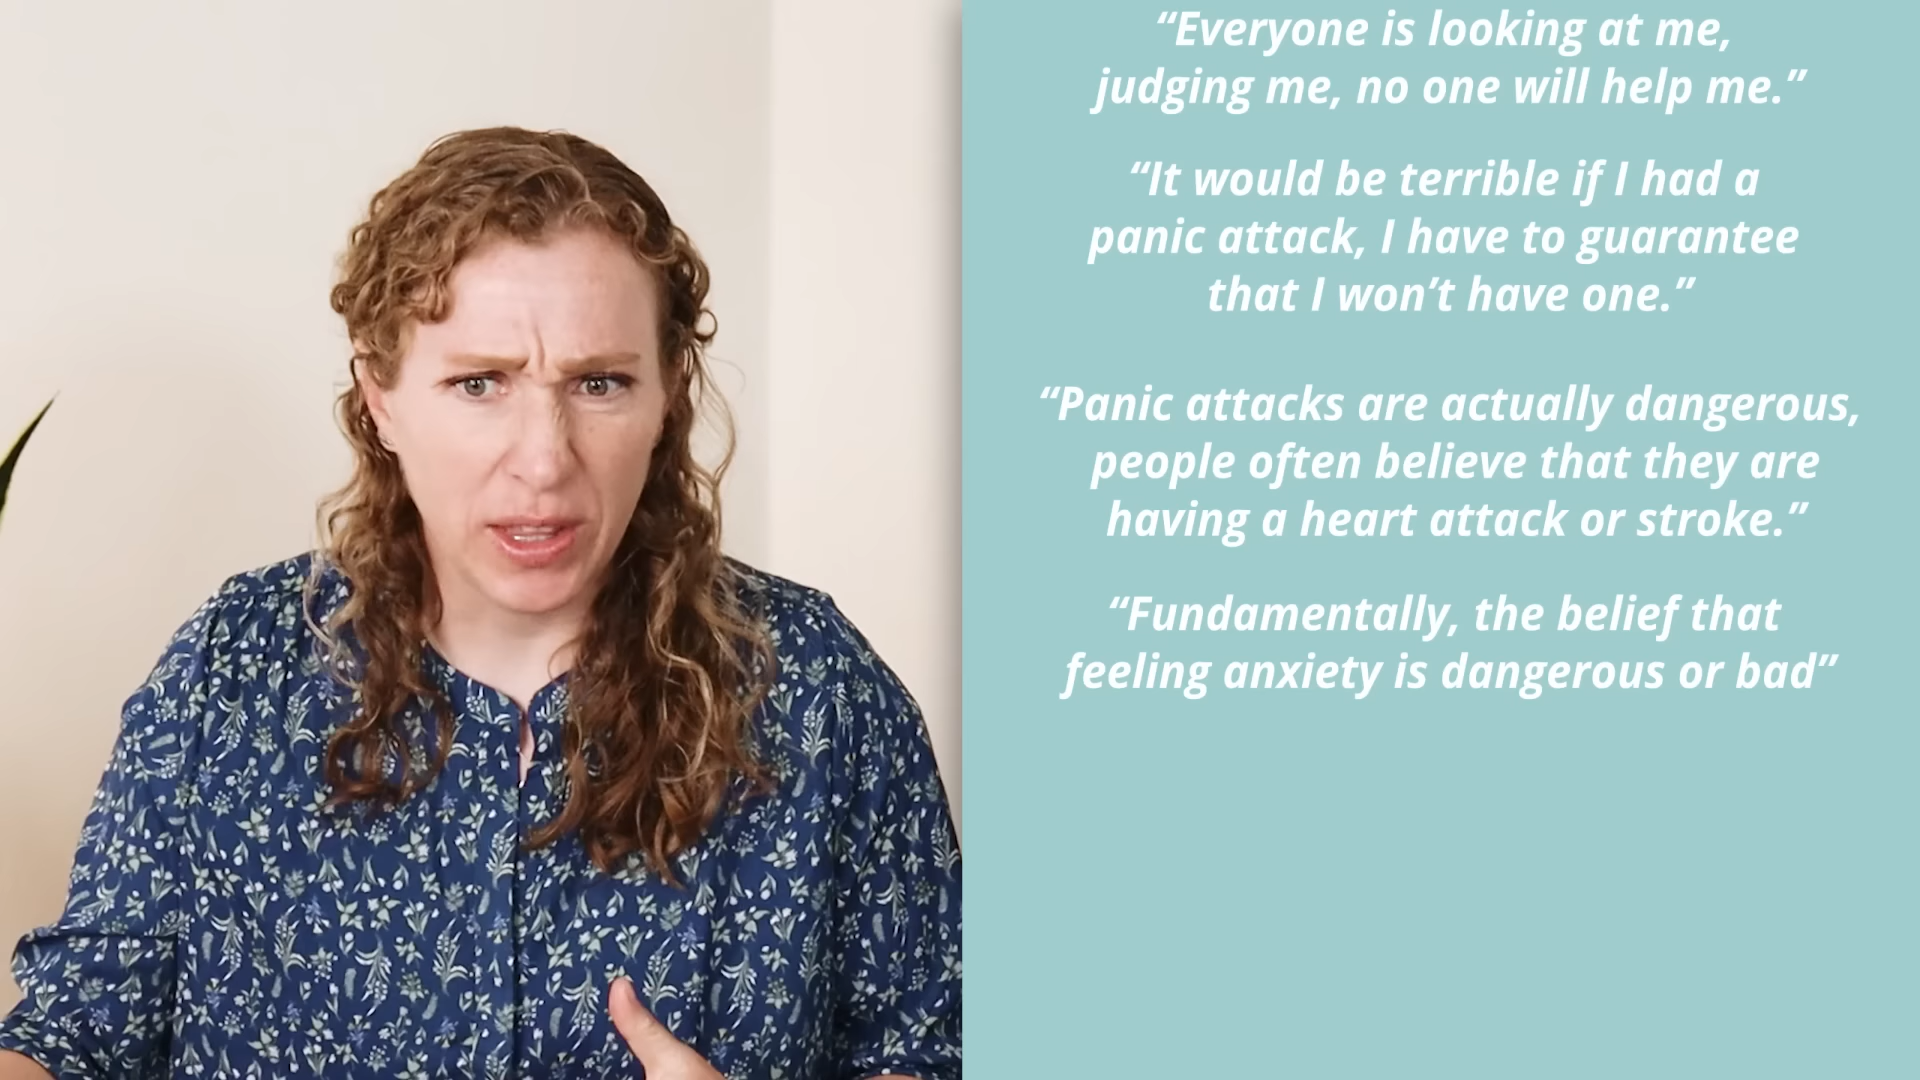 “Everyone is looking at me,
judging me, no one will help me.”
“It would be terrible if I had a
panic attack, I have to guarantee
that I won’t have one.”
“Panic attacks are actually dangerous,
people often believe that they are
having a heart attack or stroke.”
“Fundamentally, the belief that
feeling anxiety is dangerous or bad”